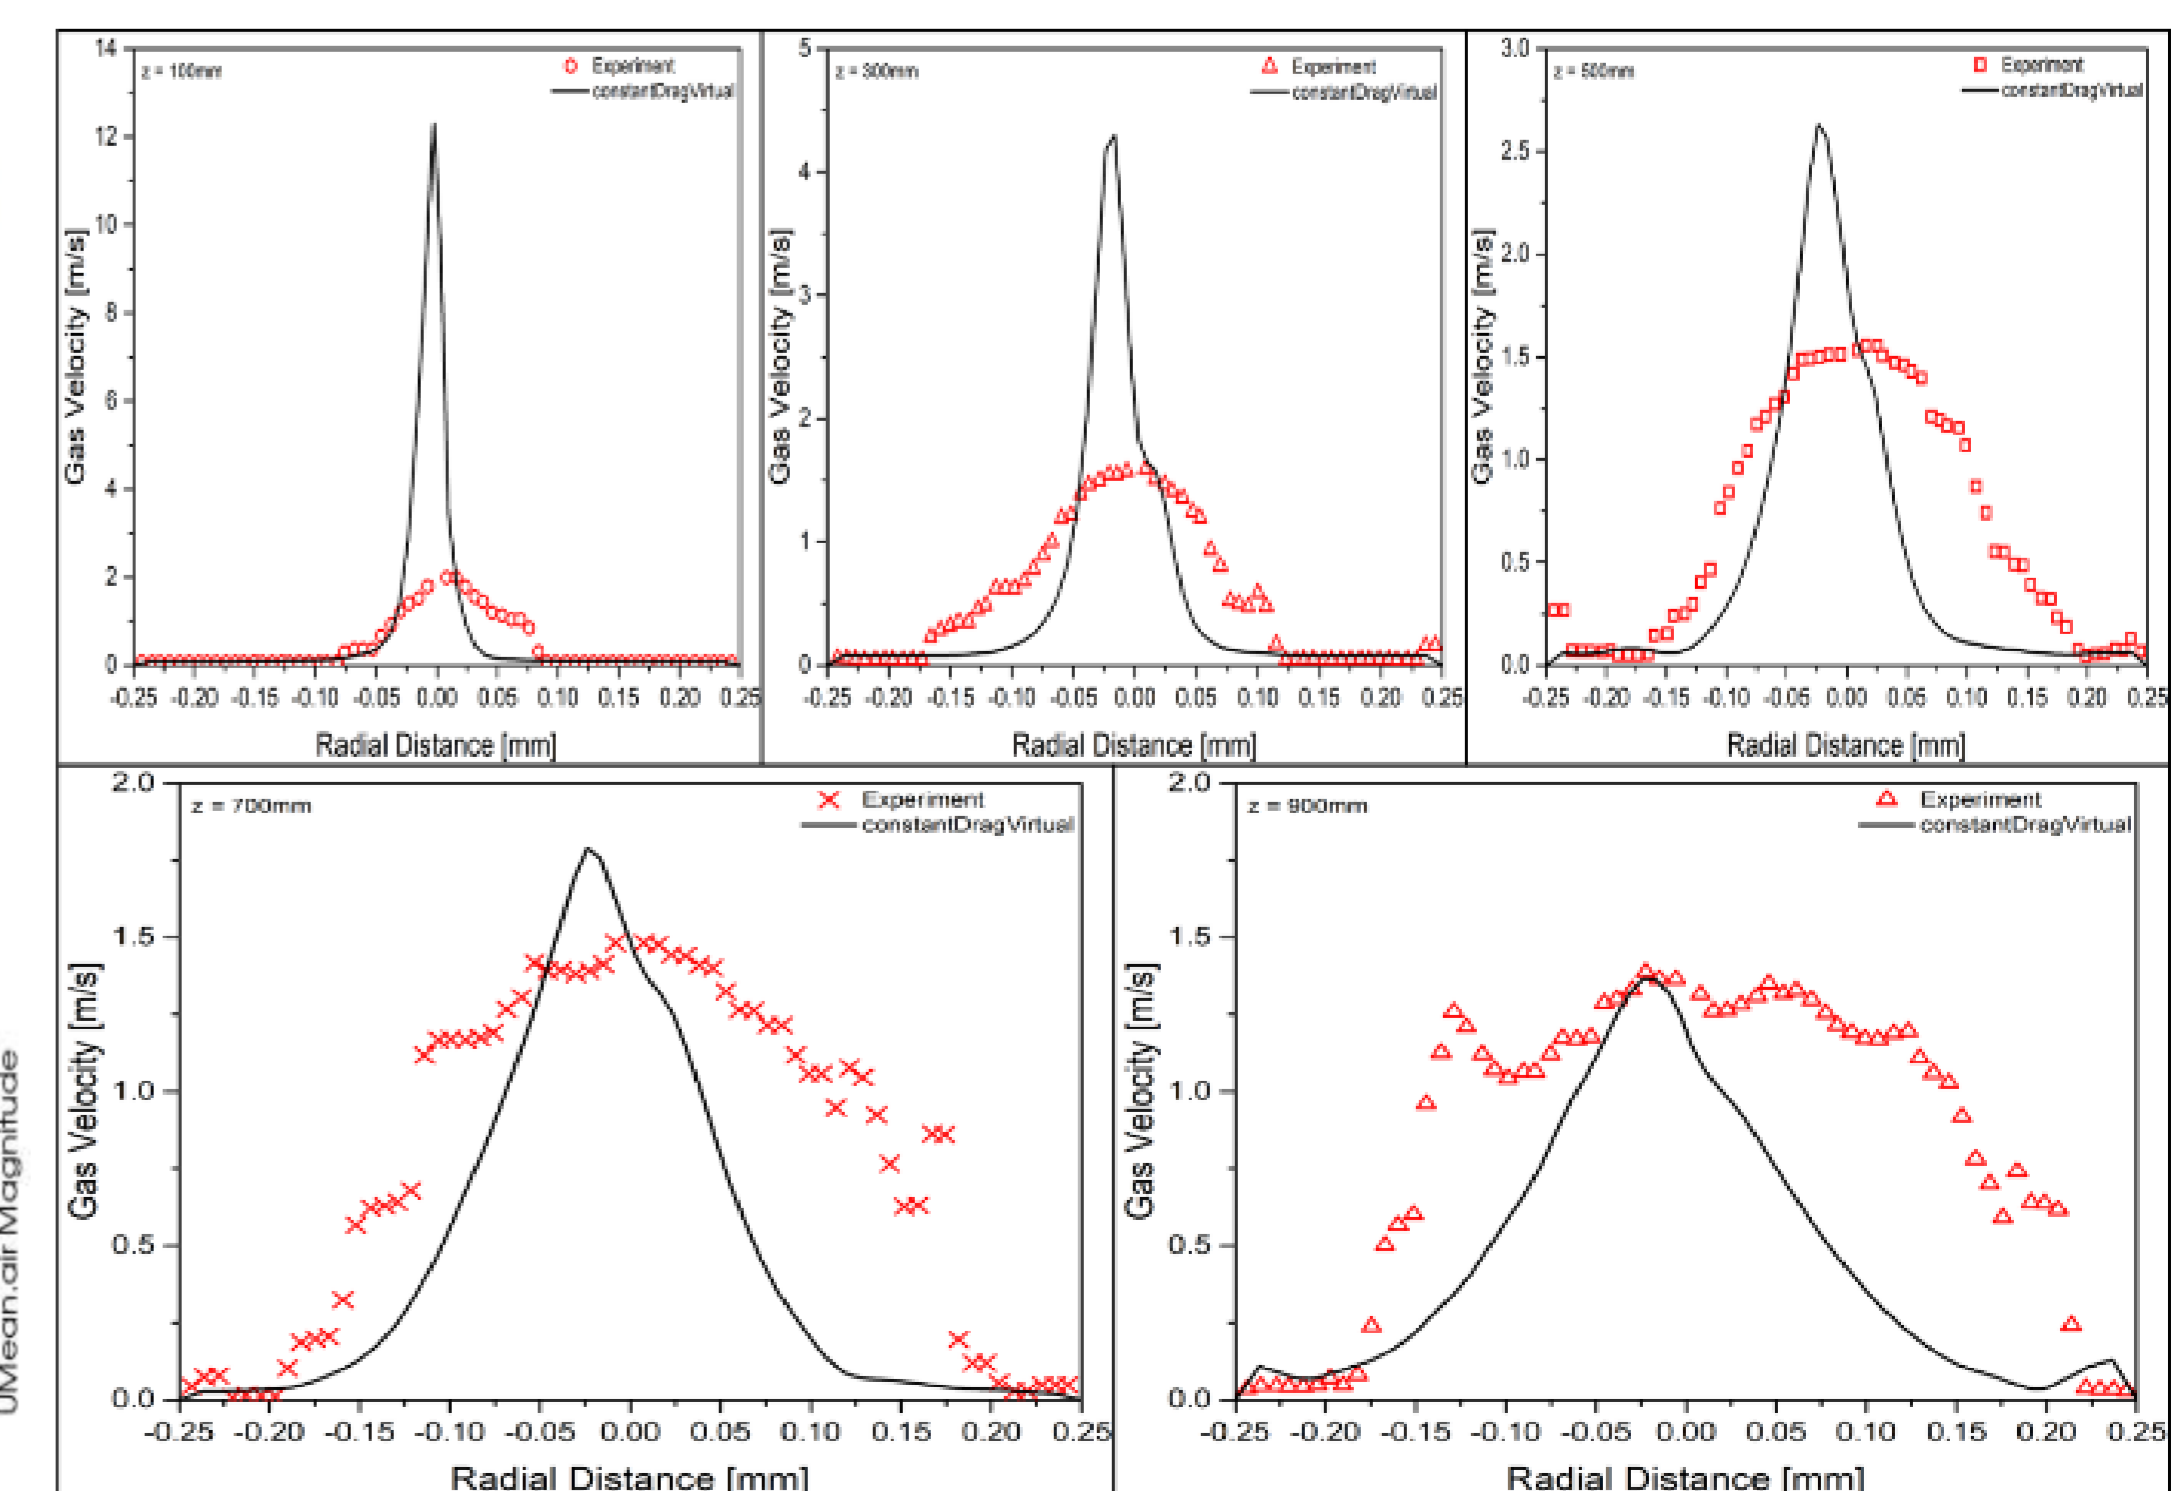 z = 100mm
Experiment
constantDragVirtual
14
12
10
8
6
4
2
0
Gas Velocity [m/s]
-0.25 -0.20 -0.15 -0.10 -0.05 0.00 0.05 0.10 0.15 0.20 0.25
Radial Distance [mm]
z = 300mm
Experiment
constantDragVirtual
5
4
3
2
1
0
Gas Velocity [m/s]
-0.25 -0.20 -0.15 -0.10 -0.05 0.00 0.05 0.10 0.15 0.20 0.25
Radial Distance [mm]
z = 500mm
Experiment
constantDragVirtual
3.0
2.5
2.0
1.5
1.0
0.5
0.0
Gas Velocity [m/s]
-0.25 -0.20 -0.15 -0.10 -0.05 0.00 0.05 0.10 0.15 0.20 0.25
Radial Distance [mm]
UMean.air Magnitude
z = 700mm
Experiment
constantDragVirtual
2.0
1.5
1.0
0.5
0.0
Gas Velocity [m/s]
-0.25 -0.20 -0.15 -0.10 -0.05 0.00 0.05 0.10 0.15 0.20 0.25
Radial Distance [mm]
z = 900mm
Experiment
constantDragVirtual
2.0
1.5
1.0
0.5
0.0
Gas Velocity [m/s]
-0.25 -0.20 -0.15 -0.10 -0.05 0.00 0.05 0.10 0.15 0.20 0.25
Radial Distance [mm]